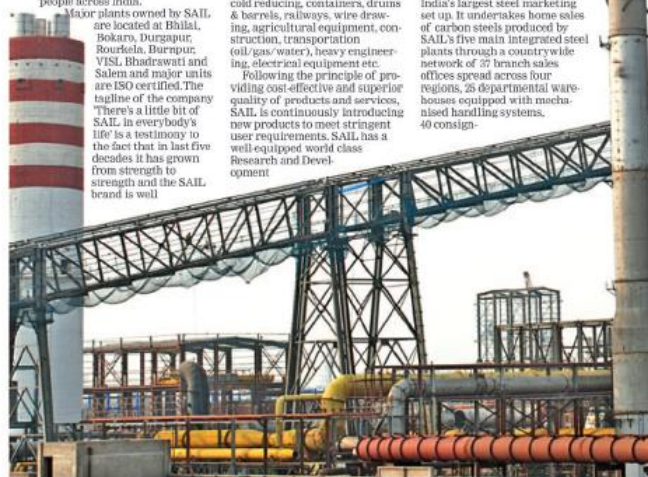 people across India.
Major plants owned by SAIL
are located at Bhilai,
Bokaro, Durgapur,
Rourkela, Burnpur,
VISL Bhadrawati and
Salem and major units
are ISO certified. The
tagline of the company
'There's a little bit of
SAIL in everybody's
life' is a testimony to
the fact that in last five
decades it has grown
from strength to
strength and the SAIL
brand is well
cold reducing, containers, drums
& barrels, railways, wire draw-
ing, agricultural equipment, con-
struction, transportation
(oil/gas/water), heavy engineer-
ing, electrical equipment etc.
Following the principle of pro-
viding cost-effective and superior
quality of products and services,
SAIL is continuously introducing
new products to meet stringent
user requirements. SAIL has a
well-equipped world class
Research and Devel-
opment
India's largest steel marketing
set up. It undertakes home sales
of carbon steels produced by
SAIL's five main integrated steel
plants through a countrywide
network of 37 branch sales
offices spread across four
regions, 25 departmental ware-
houses equipped with mecha-
nised handling systems,
40 consign-